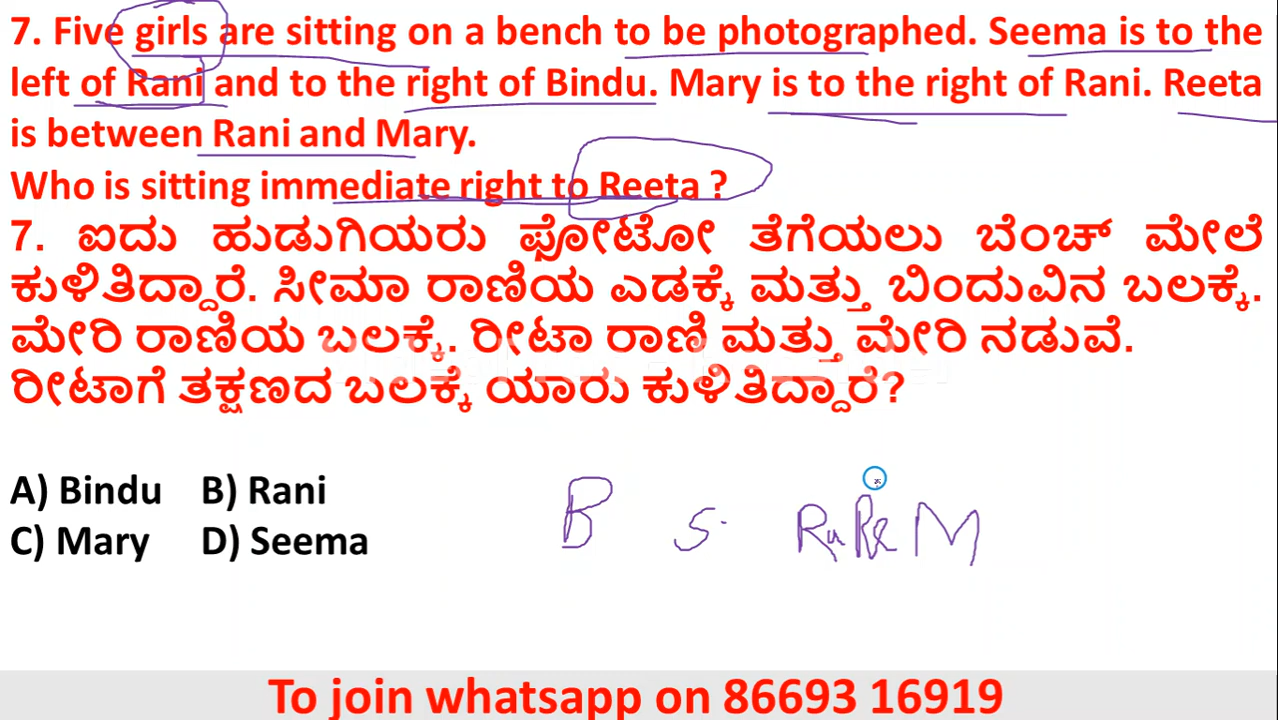 7. Five girls are sitting on a bench to be photographed. Seema is to the
left of Rani and to the right of Bindu. Mary is to the right of Rani. Reeta
is between Rani and Mary.
Who is sitting immediate right to Reeta ?
7. ಐದು ಹುಡುಗಿಯರು ಫೋಟೋ ತೆಗೆಯಲು ಬೆಂಚ್ ಮೇಲೆ
ಕುಳಿತಿದ್ದಾರೆ. ಸೀಮಾ ರಾಣಿಯ ಎಡಕ್ಕೆ ಮತ್ತು ಬಿಂದುವಿನ ಬಲಕ್ಕೆ.
ಮೇರಿ ರಾಣಿಯ ಬಲಕ್ಕೆ. ರೀಟಾ ರಾಣಿ ಮತ್ತು ಮೇರಿ ನಡುವೆ.
ರೀಟಾಗೆ ತಕ್ಷಣದ ಬಲಕ್ಕೆ ಯಾರು ಕುಳಿತಿದ್ದಾರೆ?
A) Bindu B) Rani
C) Mary D) Seema
B S Ra Re M
To join whatsapp on 86693 16919